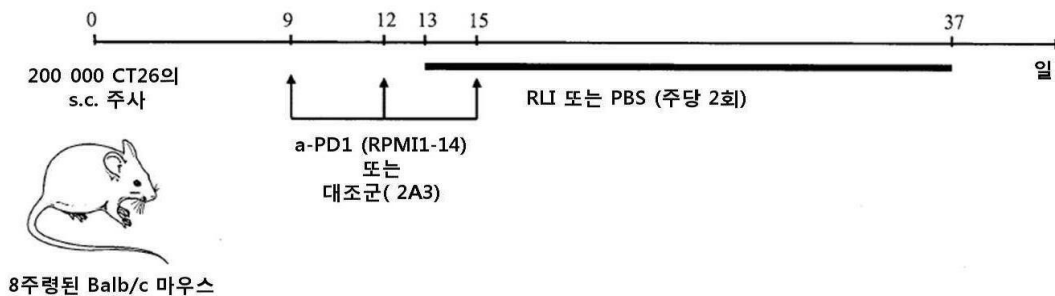 0 9 12 13 15 37
일
200 000 CT26의
s.c. 주사
RLI 또는 PBS (주당 2회)
a-PD1 (RPMI1-14)
또는
대조군( 2A3)
8주령된 Balb/c 마우스